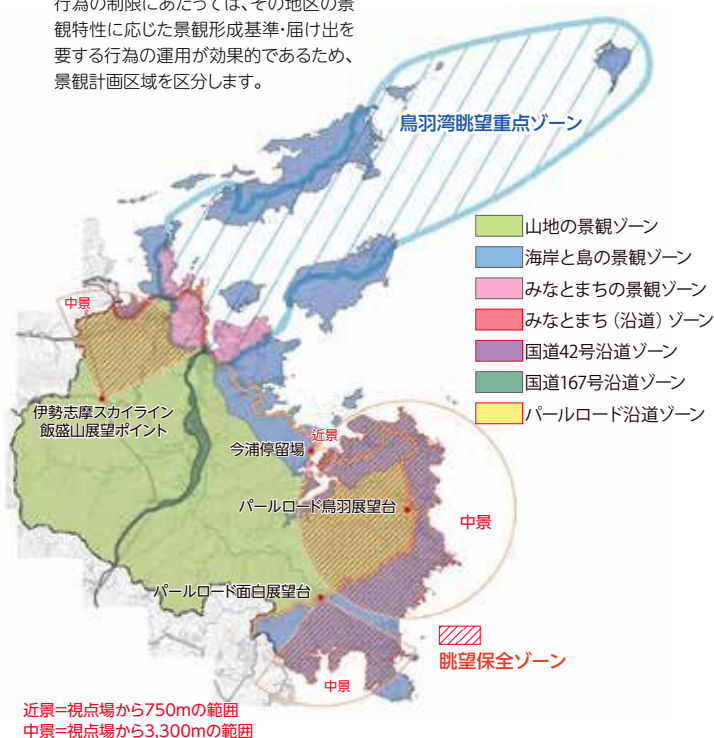 行為の制限にあたっては、その地区の景
観特性に応じた景観形成基準・届け出を
要する行為の運用が効果的であるため、
景観計画区域を区分します。
鳥羽湾眺望重点ゾーン
山地の景観ゾーン
海岸と島の景観ゾーン
みなとまちの景観ゾーン
みなとまち（沿道）ゾーン
国道42号沿道ゾーン
国道167号沿道ゾーン
パールロード沿道ゾーン
中景
伊勢志摩スカイライン
飯盛山展望ポイント
近景
今浦停留場
パールロード鳥羽展望台
中景
パールロード面白展望台
眺望保全ゾーン
中景
近景=視点場から750mの範囲
中景=視点場から3,300mの範囲